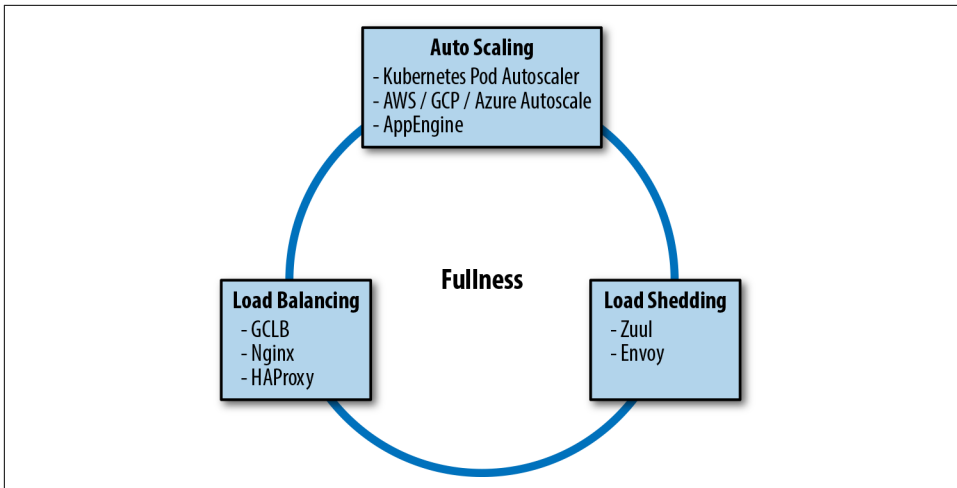 Auto Scaling
- Kubernetes Pod Autoscaler
- AWS / GCP / Azure Autoscale
- AppEngine
Fullness
Load Balancing
- GCLB
- Nginx
- HAProxy
Load Shedding
- Zuul
- Envoy